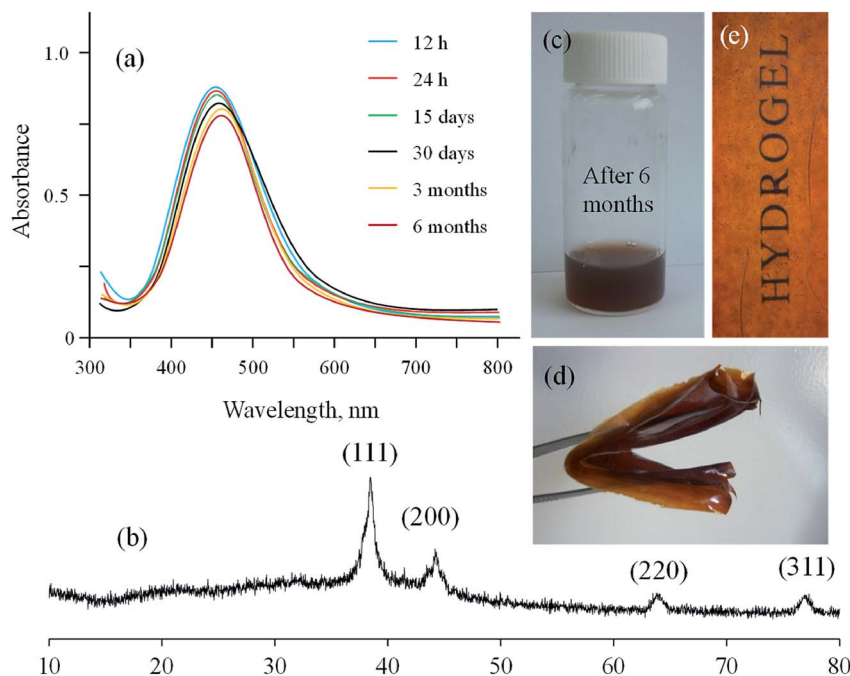 (a)
1.0
0.5
0
Absorbance
12 h
24 h
15 days
30 days
3 months
6 months
300 400 500 600 700 800
Wavelength, nm
(c)
After 6
months
(e)
HYDROGEL
(d)
(b)
(111)
(200)
(220)
(311)
10 20 30 40 50 60 70 80